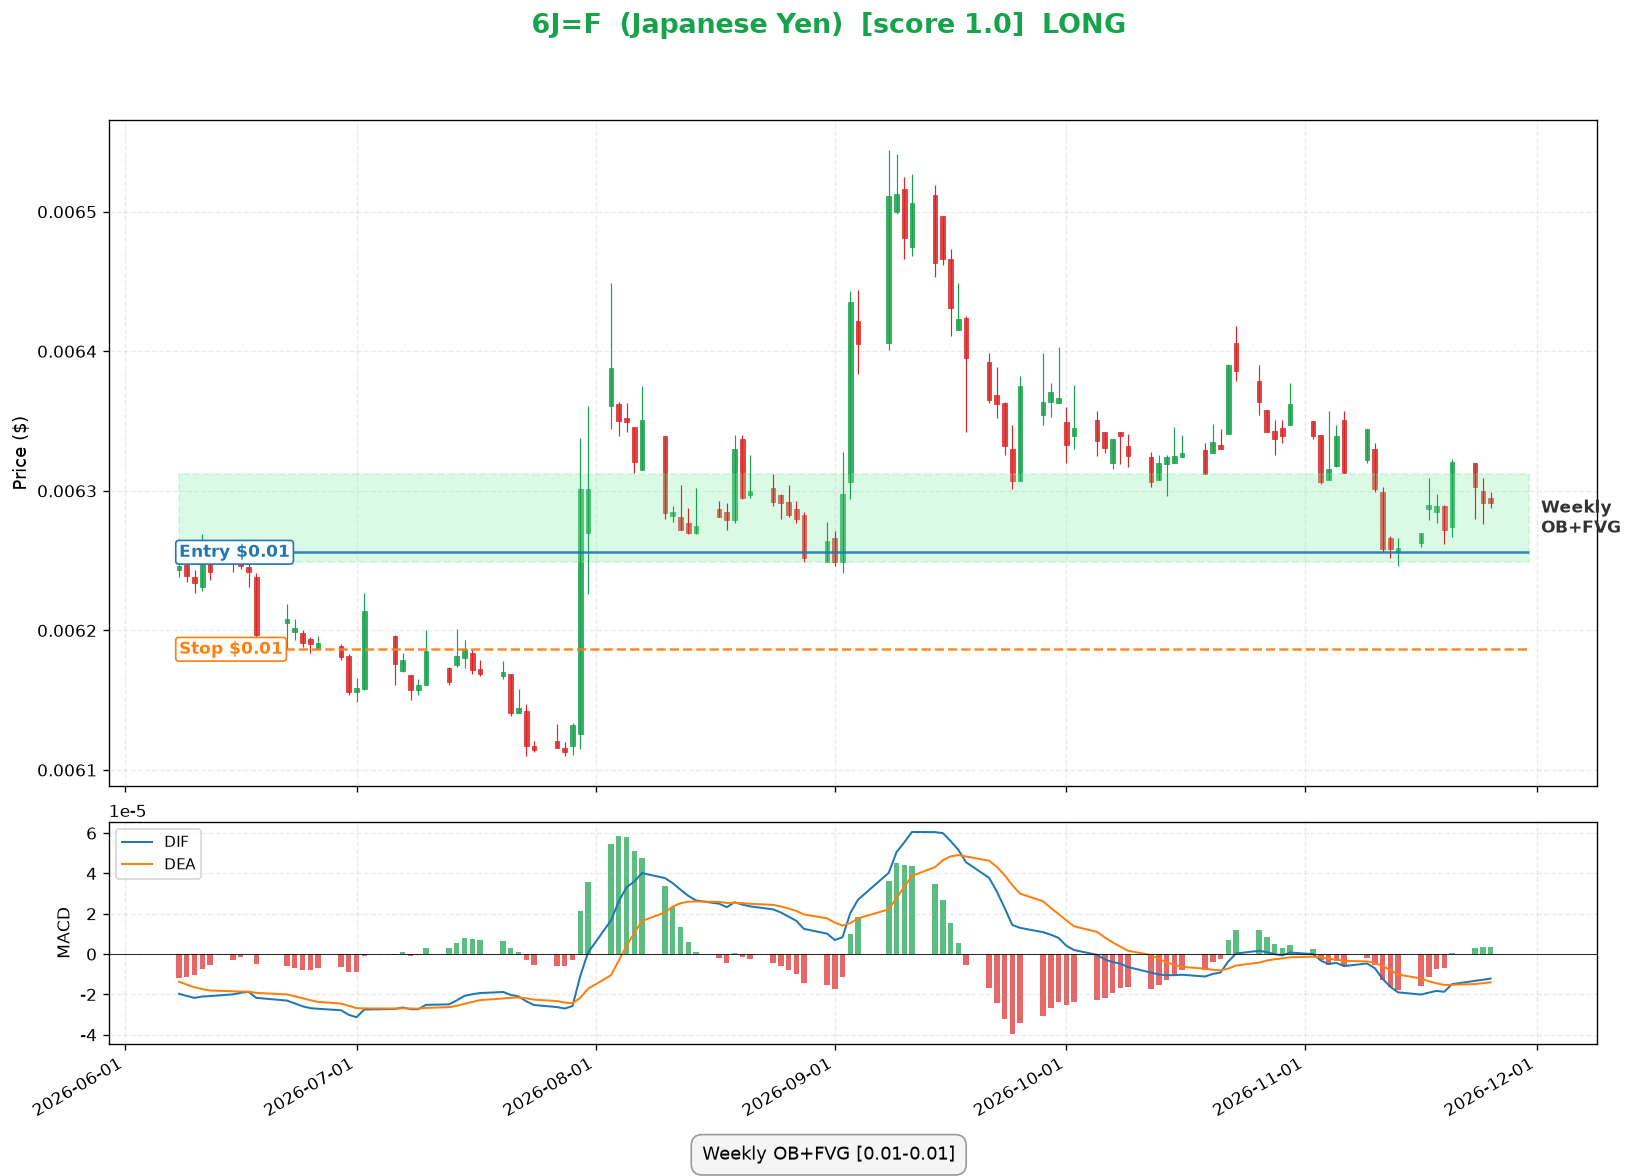 6J=F  (Japanese Yen)  [score 1.0]  LONG
Price ($)
0.0065
0.0064
0.0063
0.0062
0.0061
Entry $0.01
Stop $0.01
Weekly
OB+FVG
1e-5
MACD
6
4
2
0
-2
-4
DIF
DEA
2026-06-01
2026-07-01
2026-08-01
2026-09-01
2026-10-01
2026-11-01
2026-12-01
Weekly OB+FVG [0.01-0.01]